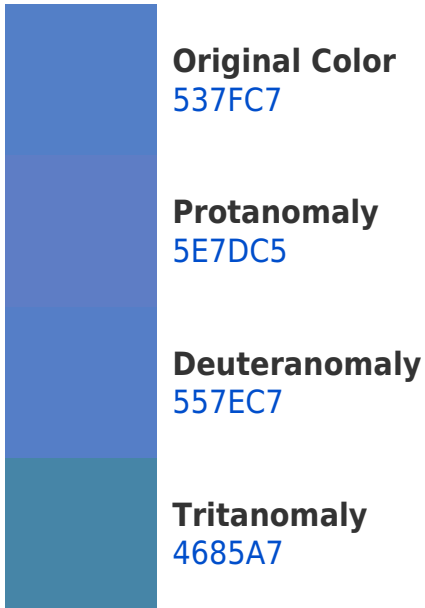 Original Color
537FC7
Protanomaly
5E7DC5
Deuteranomaly
557EC7
Tritanomaly
4685A7